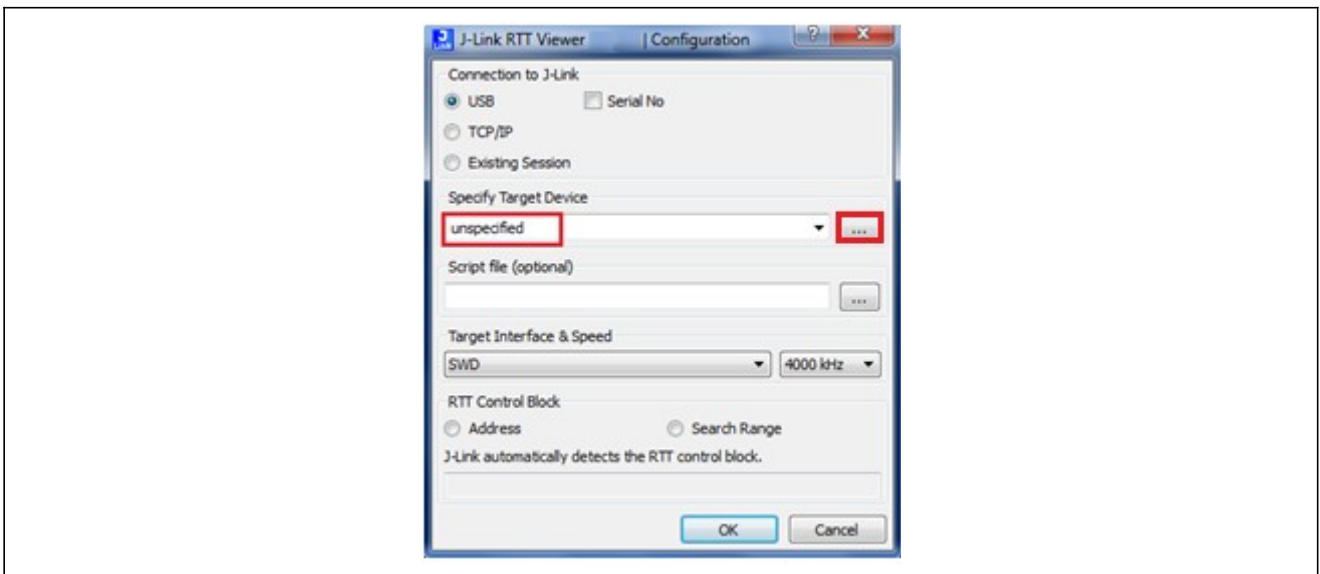 J-Link RTT Viewer | Configuration
Connection to J-Link
USB Serial No
TCP/IP
Existing Session
Specify Target Device
unspecified ...
Script file (optional)
...
Target Interface & Speed
SWD 4000 kHz
RTT Control Block
Address Search Range
J-Link automatically detects the RTT control block.
OK Cancel